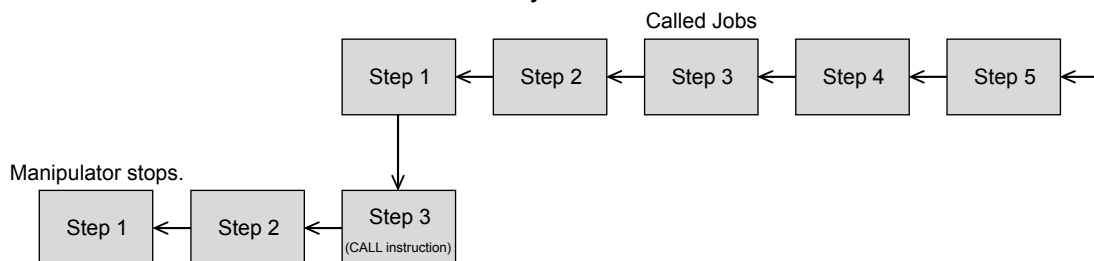 Called Jobs
Step 1 Step 2 Step 3 Step 4 Step 5
Manipulator stops.
Step 1 Step 2 Step 3
(CALL instruction)